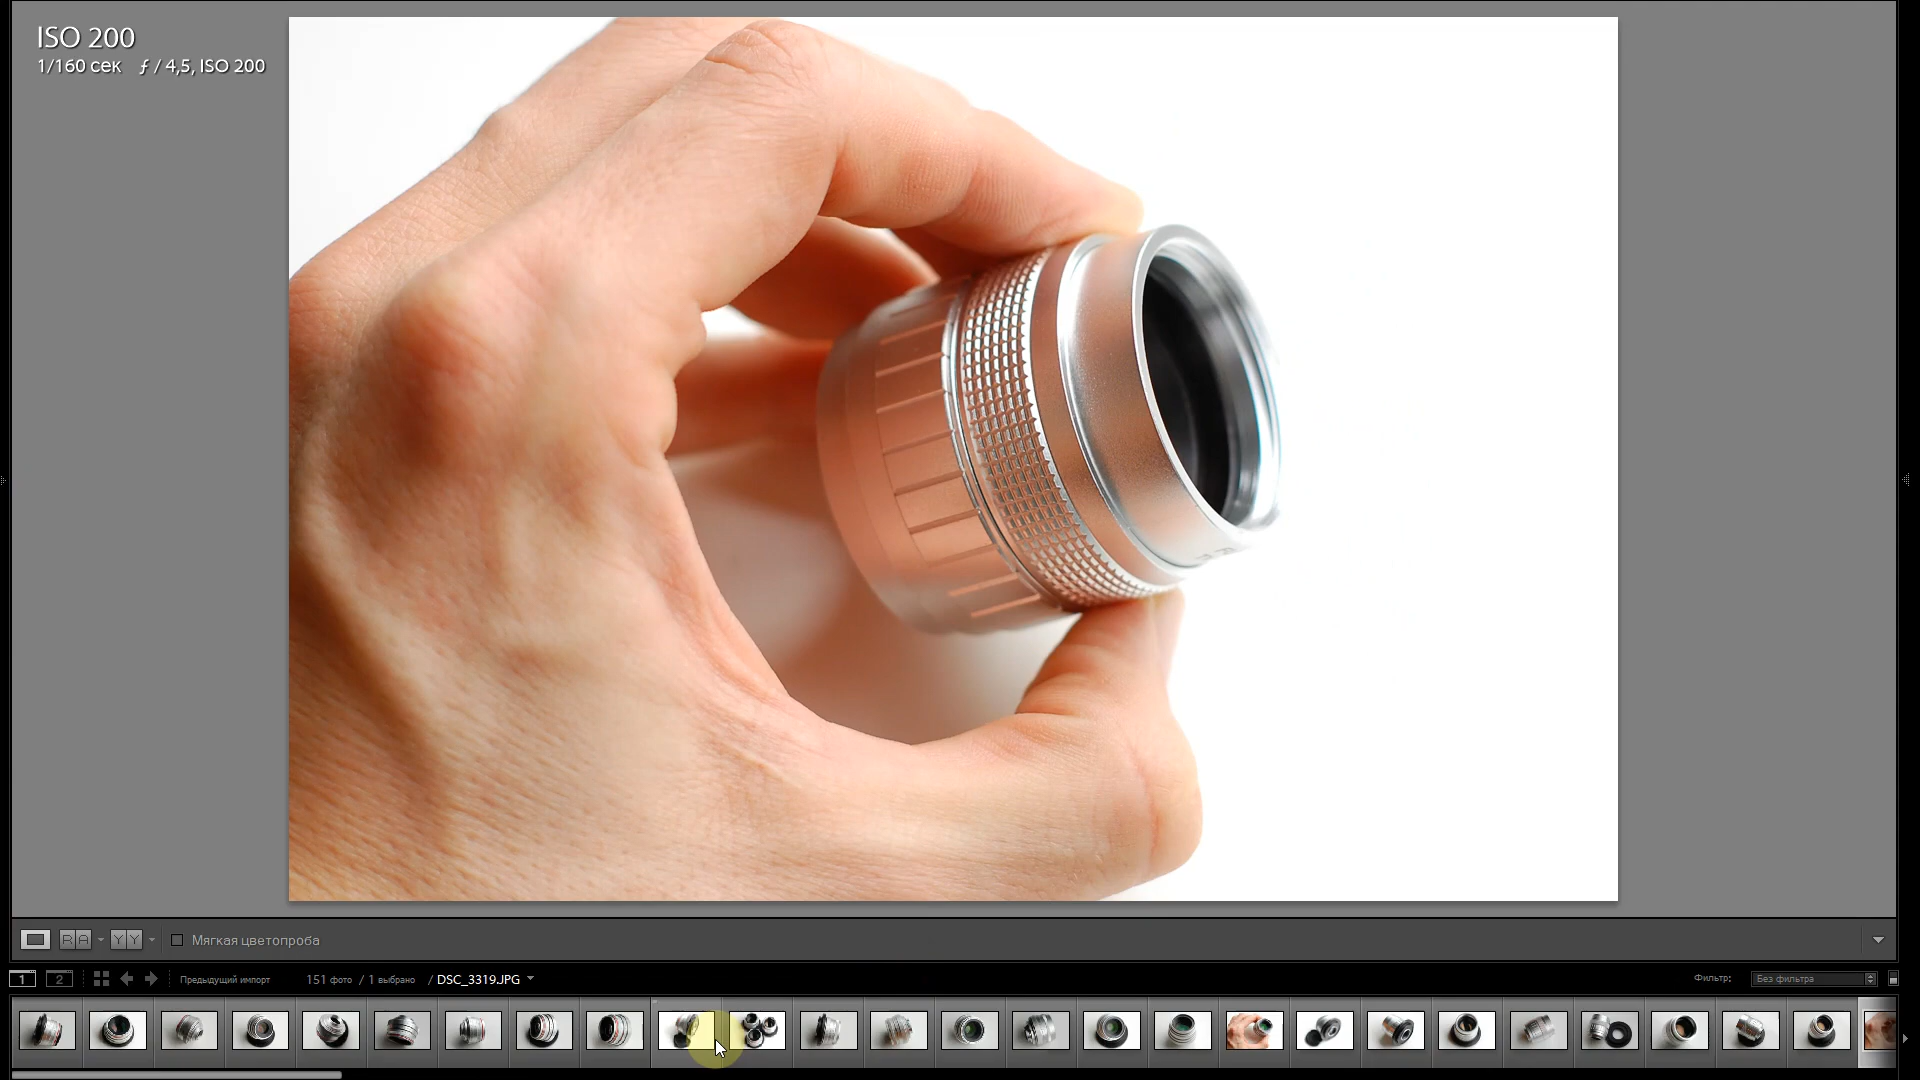 ISO 200
1/160 сек ƒ / 4,5, ISO 200
R A
Y Y
Мягкая цветопроба
1
2
Предыдущий импорт
151 фото / 1 выбрано / DSC_3319.JPG
Фильтр:
Без фильтра